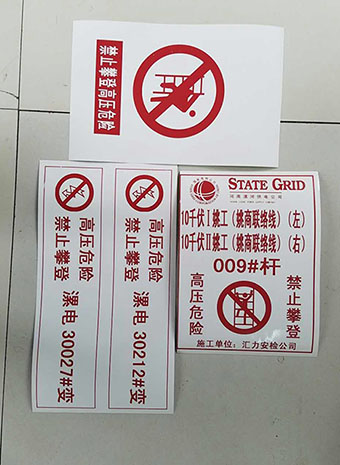 禁止攀登高压危险
高压危险
禁止攀登
漯电 30027#变
高压危险
禁止攀登
漯电 30212#变
STATE GRID
10千伏Ⅰ姚工（姚商联络线）（左）
10千伏Ⅱ姚工（姚商联络线）（右）
009#杆
高压危险
禁止攀登
施工单位：汇力安检公司